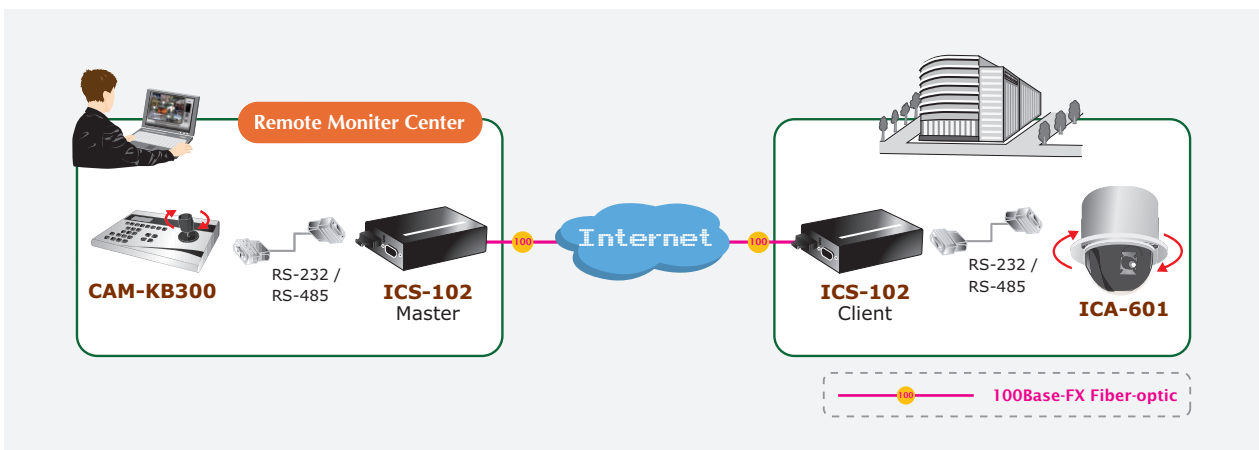 Remote Moniter Center
CAM-KB300
RS-232 /
RS-485
ICS-102
Master
100
Internet
100
ICS-102
Client
RS-232 /
RS-485
ICA-601
100
100Base-FX Fiber-optic